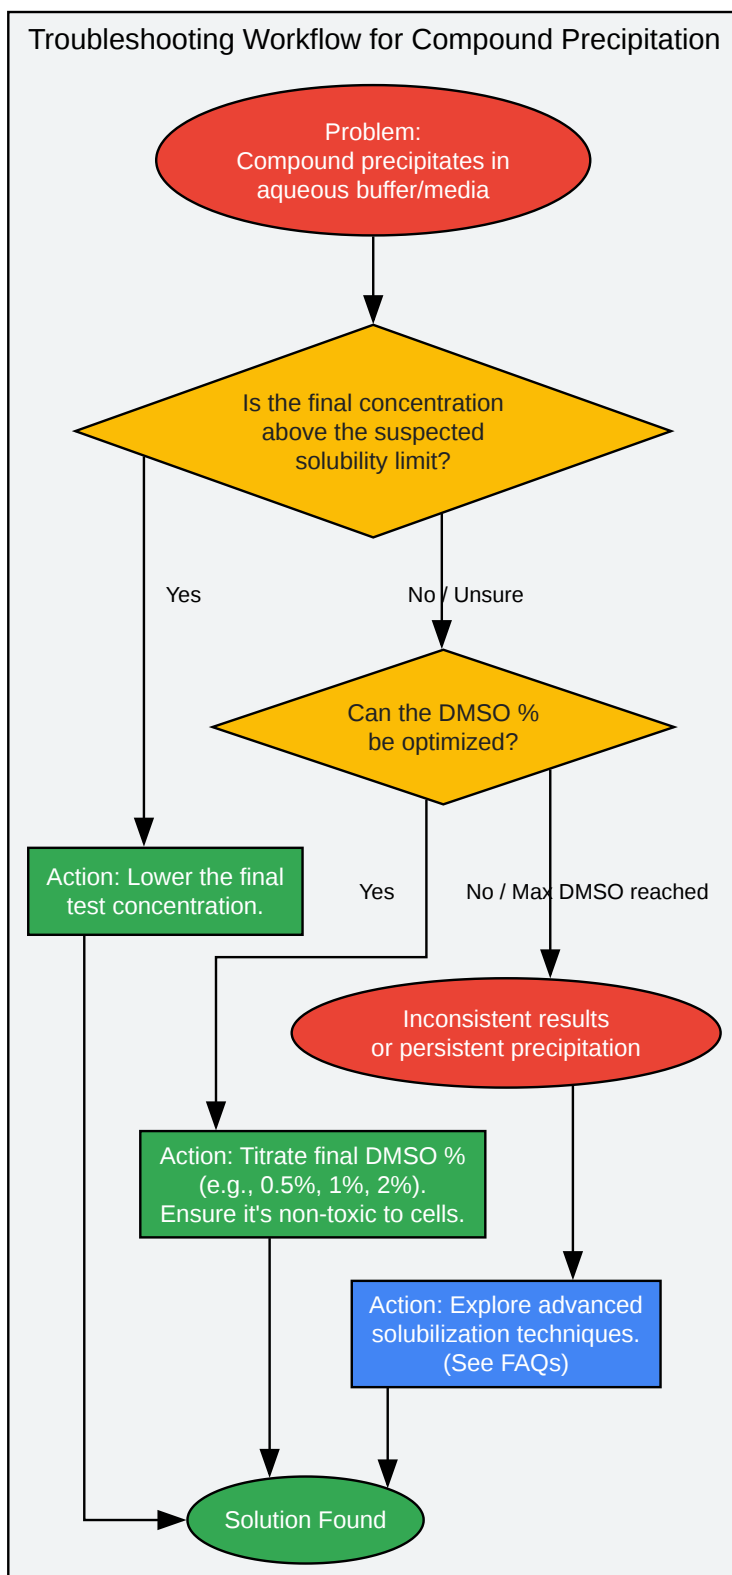 Troubleshooting Workflow for Compound Precipitation
Problem:
Compound precipitates in
aqueous buffer/media
Is the final concentration
above the suspected
solubility limit?
Yes
No / Unsure
Can the DMSO %
be optimized?
Action: Lower the final
test concentration.
Yes
No / Max DMSO reached
Inconsistent results
or persistent precipitation
Action: Titrate final DMSO %
(e.g., 0.5%, 1%, 2%).
Ensure it's non-toxic to cells.
Action: Explore advanced
solubilization techniques.
(See FAQs)
Solution Found